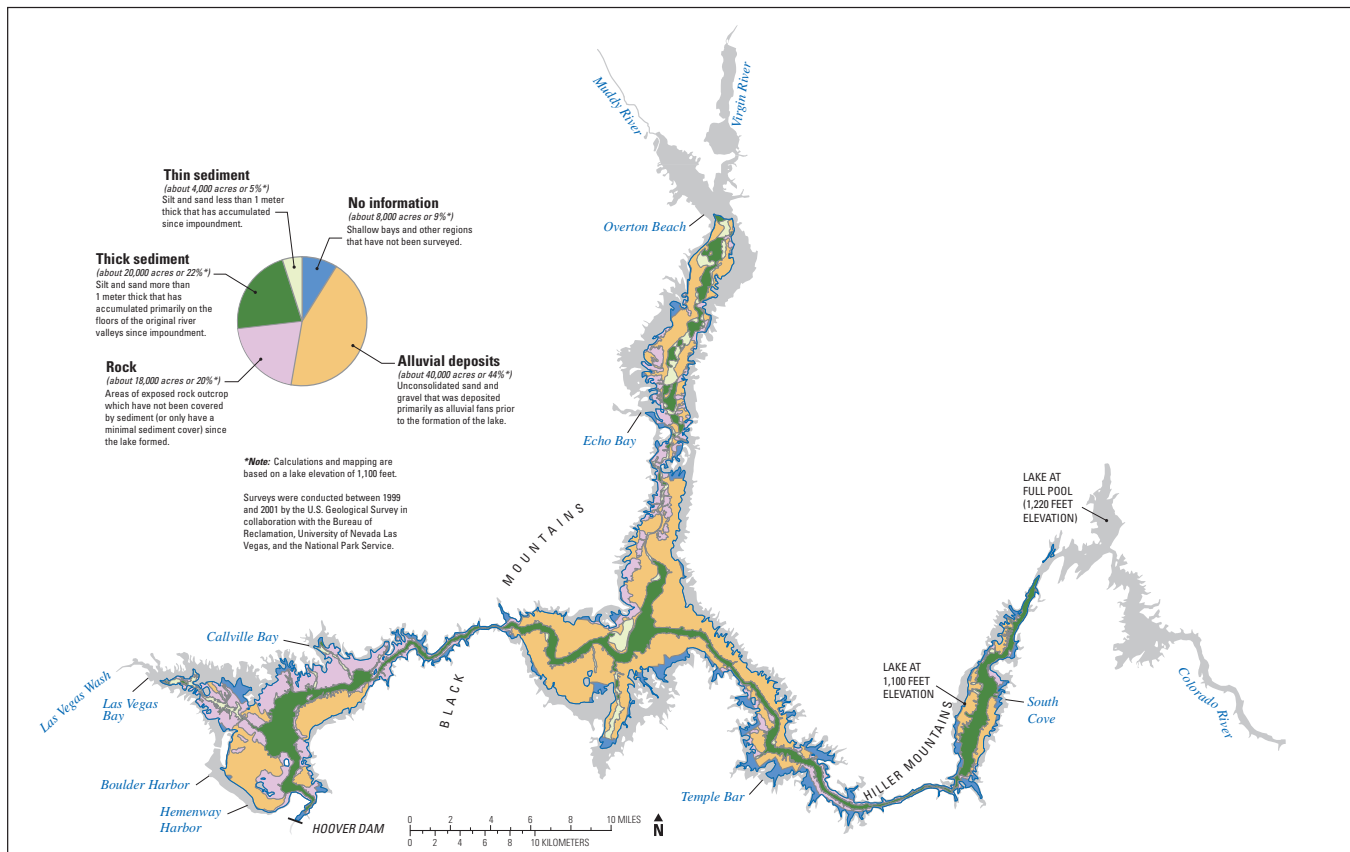 Muddy River
Virgin River
Thin sediment
(about 4,000 acres or 5%*)
Silt and sand less than 1 meter
thick that has accumulated
since impoundment.
No information
(about 8,000 acres or 9%*)
Shallow bays and other regions
that have not been surveyed.
Overton Beach
Thick sediment
(about 20,000 acres or 22%*)
Silt and sand more than
1 meter thick that has
accumulated primarily on the
floors of the original river
valleys since impoundment.
Rock
(about 18,000 acres or 20%*)
Areas of exposed rock outcrop
which have not been covered
by sediment (or only have a
minimal sediment cover) since
the lake formed.
Alluvial deposits
(about 40,000 acres or 44%*)
Unconsolidated sand and
gravel that was deposited
primarily as alluvial fans prior
to the formation of the lake.
Echo Bay
*Note: Calculations and mapping are
based on a lake elevation of 1,100 feet.
Surveys were conducted between 1999
and 2001 by the U.S. Geological Survey in
collaboration with the Bureau of
Reclamation, University of Nevada Las
Vegas, and the National Park Service.
LAKE AT
FULL POOL
(1,220 FEET
ELEVATION)
BLACK MOUNTAINS
Callville Bay
Las Vegas Wash
Las Vegas
Bay
LAKE AT
1,100 FEET
ELEVATION
South
Cove
Colorado River
HILLER MOUNTAINS
Boulder Harbor
Temple Bar
Hemenway
Harbor
HOOVER DAM
0 2 4 6 8 10 MILES
0 2 4 6 8 10 KILOMETERS
N